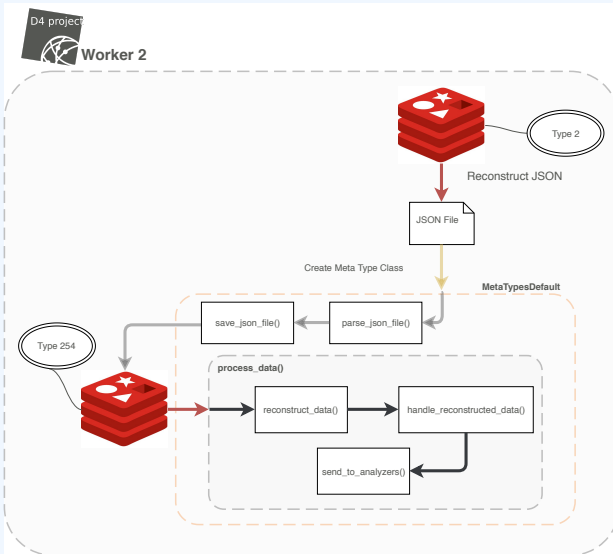 D4 project
Worker 2
Type 2
Reconstruct JSON
JSON File
Create Meta Type Class
MetaTypesDefault
save_json_file()
parse_json_file()
Type 254
process_data()
reconstruct_data()
handle_reconstructed_data()
send_to_analyzers()